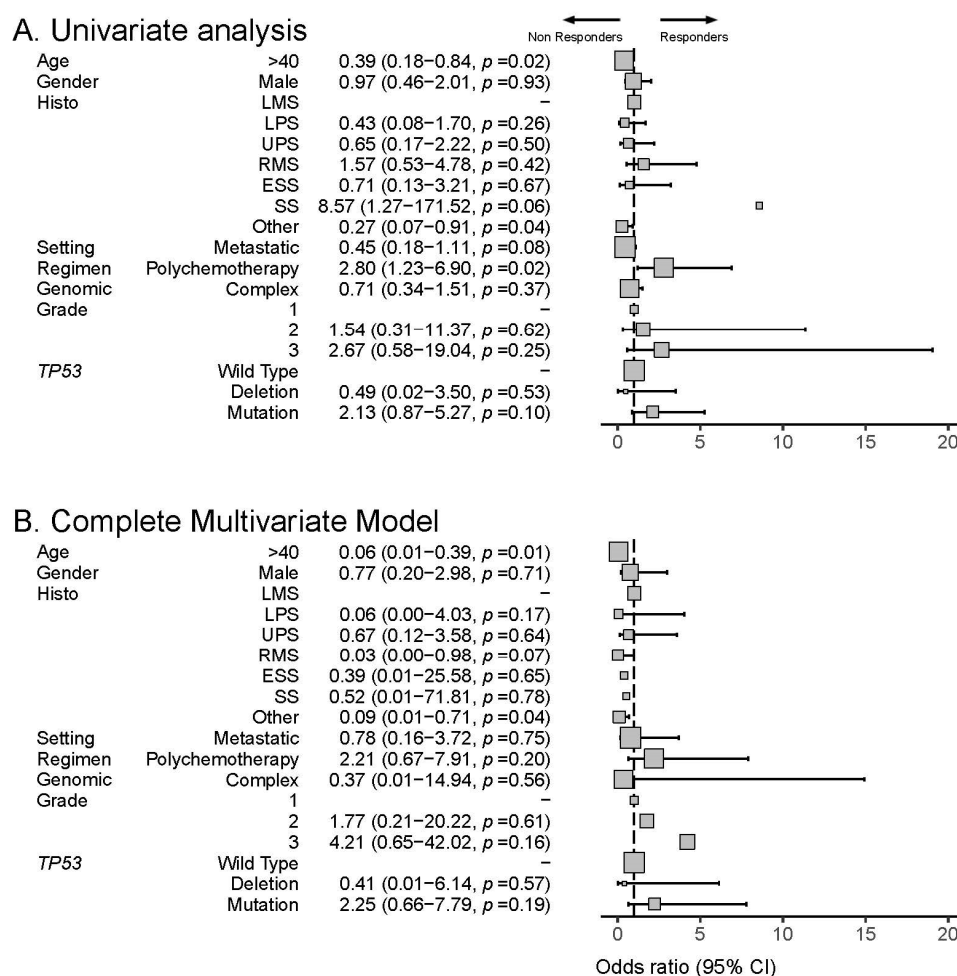 A. Univariate analysis
Non Responders Responders
Age >40 0.39 (0.18−0.84, p =0.02)
Gender Male 0.97 (0.46−2.01, p =0.93)
Histo LMS −
LPS 0.43 (0.08−1.70, p =0.26)
UPS 0.65 (0.17−2.22, p =0.50)
RMS 1.57 (0.53−4.78, p =0.42)
ESS 0.71 (0.13−3.21, p =0.67)
SS 8.57 (1.27−171.52, p =0.06)
Other 0.27 (0.07−0.91, p =0.04)
Setting Metastatic 0.45 (0.18−1.11, p =0.08)
Regimen Polychemotherapy 2.80 (1.23−6.90, p =0.02)
Genomic Complex 0.71 (0.34−1.51, p =0.37)
Grade 1 −
2 1.54 (0.31−11.37, p =0.62)
3 2.67 (0.58−19.04, p =0.25)
TP53 Wild Type −
Deletion 0.49 (0.02−3.50, p =0.53)
Mutation 2.13 (0.87−5.27, p =0.10)
0 5 10 15 20
B. Complete Multivariate Model
Age >40 0.06 (0.01−0.39, p =0.01)
Gender Male 0.77 (0.20−2.98, p =0.71)
Histo LMS −
LPS 0.06 (0.00−4.03, p =0.17)
UPS 0.67 (0.12−3.58, p =0.64)
RMS 0.03 (0.00−0.98, p =0.07)
ESS 0.39 (0.01−25.58, p =0.65)
SS 0.52 (0.01−71.81, p =0.78)
Other 0.09 (0.01−0.71, p =0.04)
Setting Metastatic 0.78 (0.16−3.72, p =0.75)
Regimen Polychemotherapy 2.21 (0.67−7.91, p =0.20)
Genomic Complex 0.37 (0.01−14.94, p =0.56)
Grade 1 −
2 1.77 (0.21−20.22, p =0.61)
3 4.21 (0.65−42.02, p =0.16)
TP53 Wild Type −
Deletion 0.41 (0.01−6.14, p =0.57)
Mutation 2.25 (0.66−7.79, p =0.19)
0 5 10 15 20
Odds ratio (95% CI)